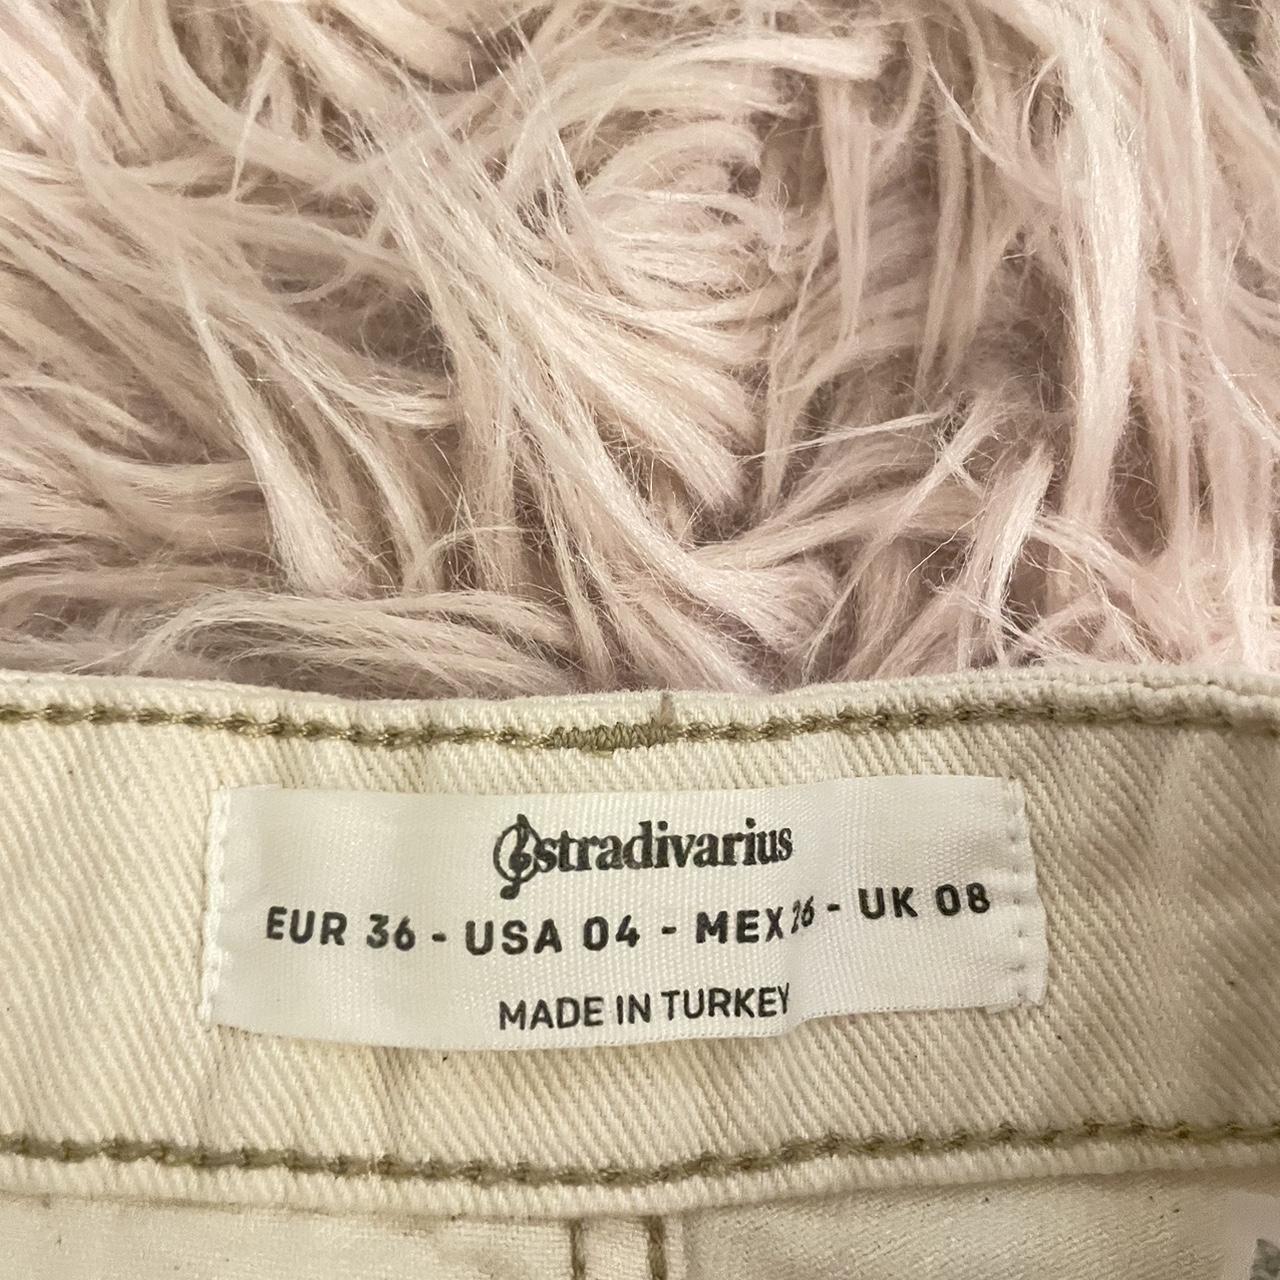 stradivarius
EUR 36 - USA 04 - MEX 26 - UK 08
MADE IN TURKEY